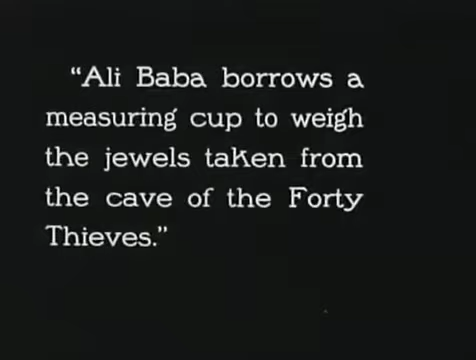 “Ali Baba borrows a
measuring cup to weigh
the jewels taken from
the cave of the Forty
Thieves.”